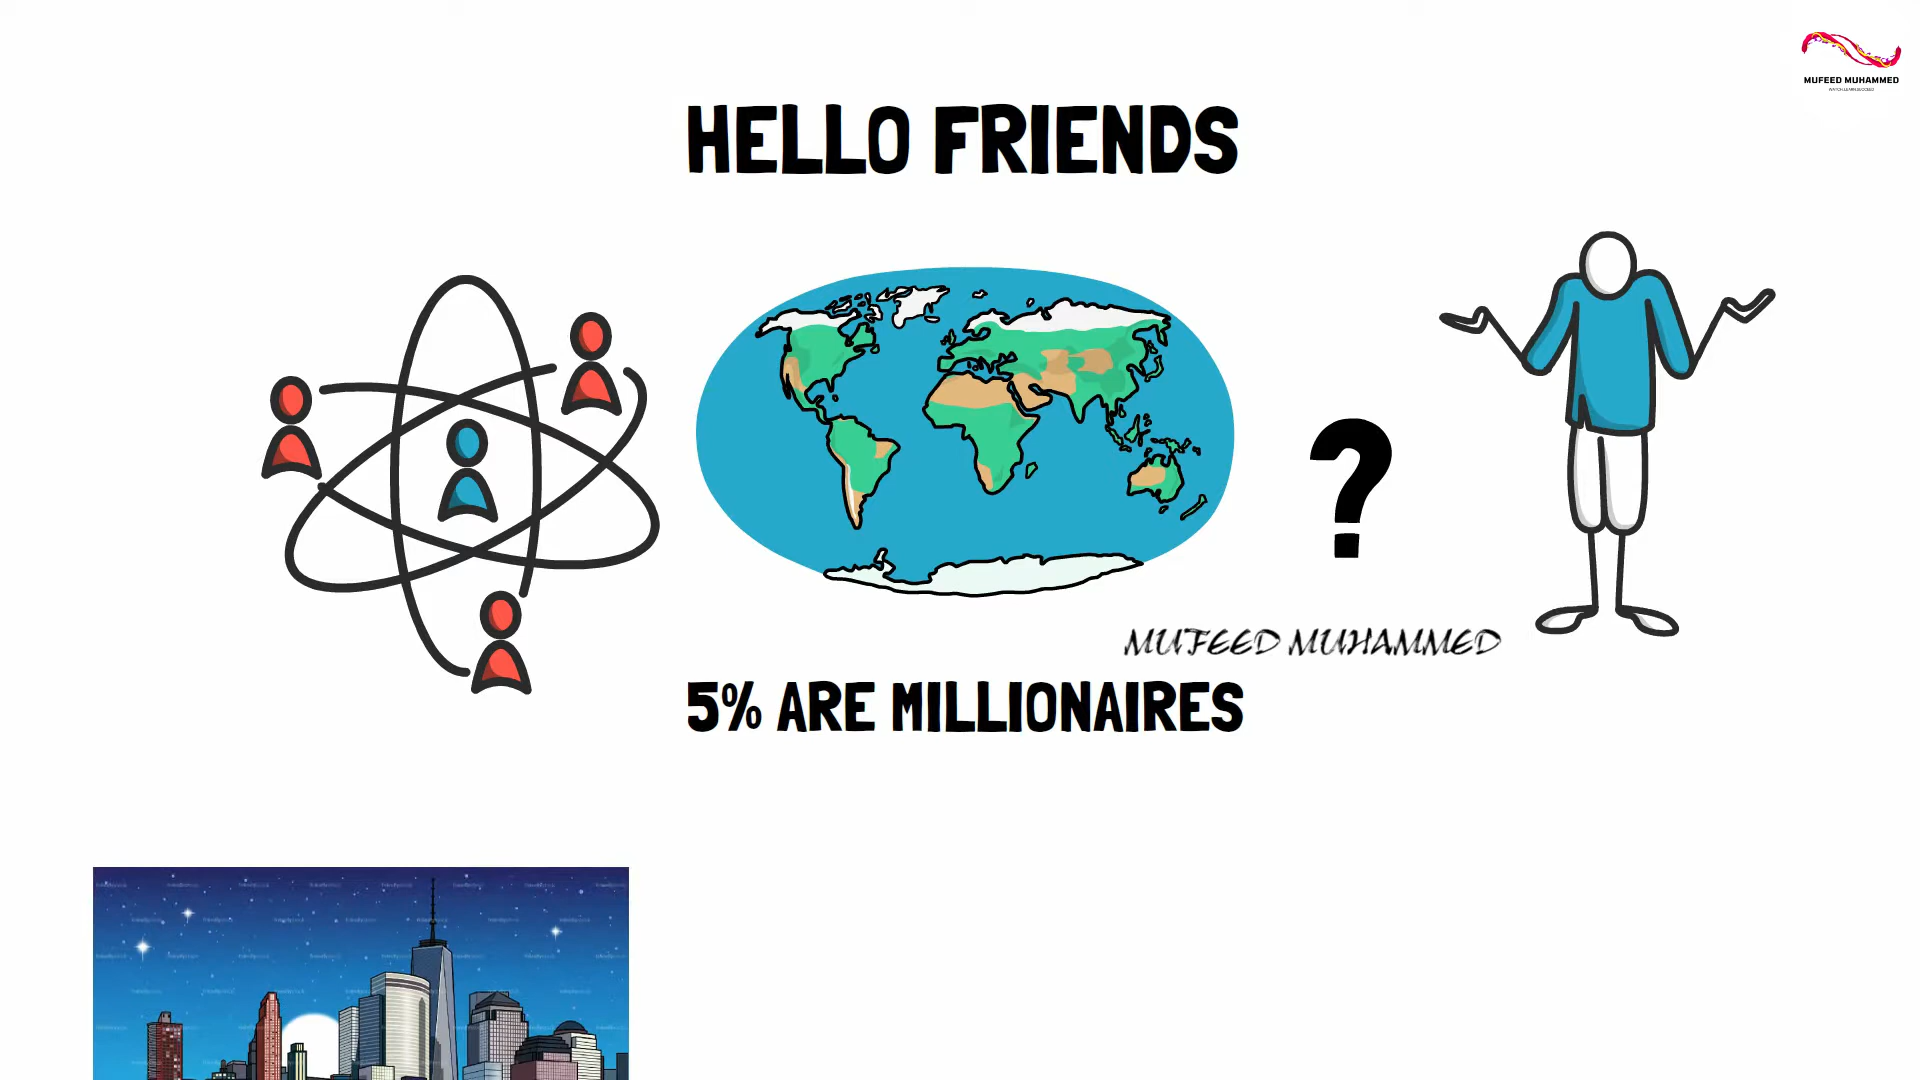 MUFEED MUHAMMED
HELLO FRIENDS
?
MUFEED MUHAMMED
5% ARE MILLIONAIRES